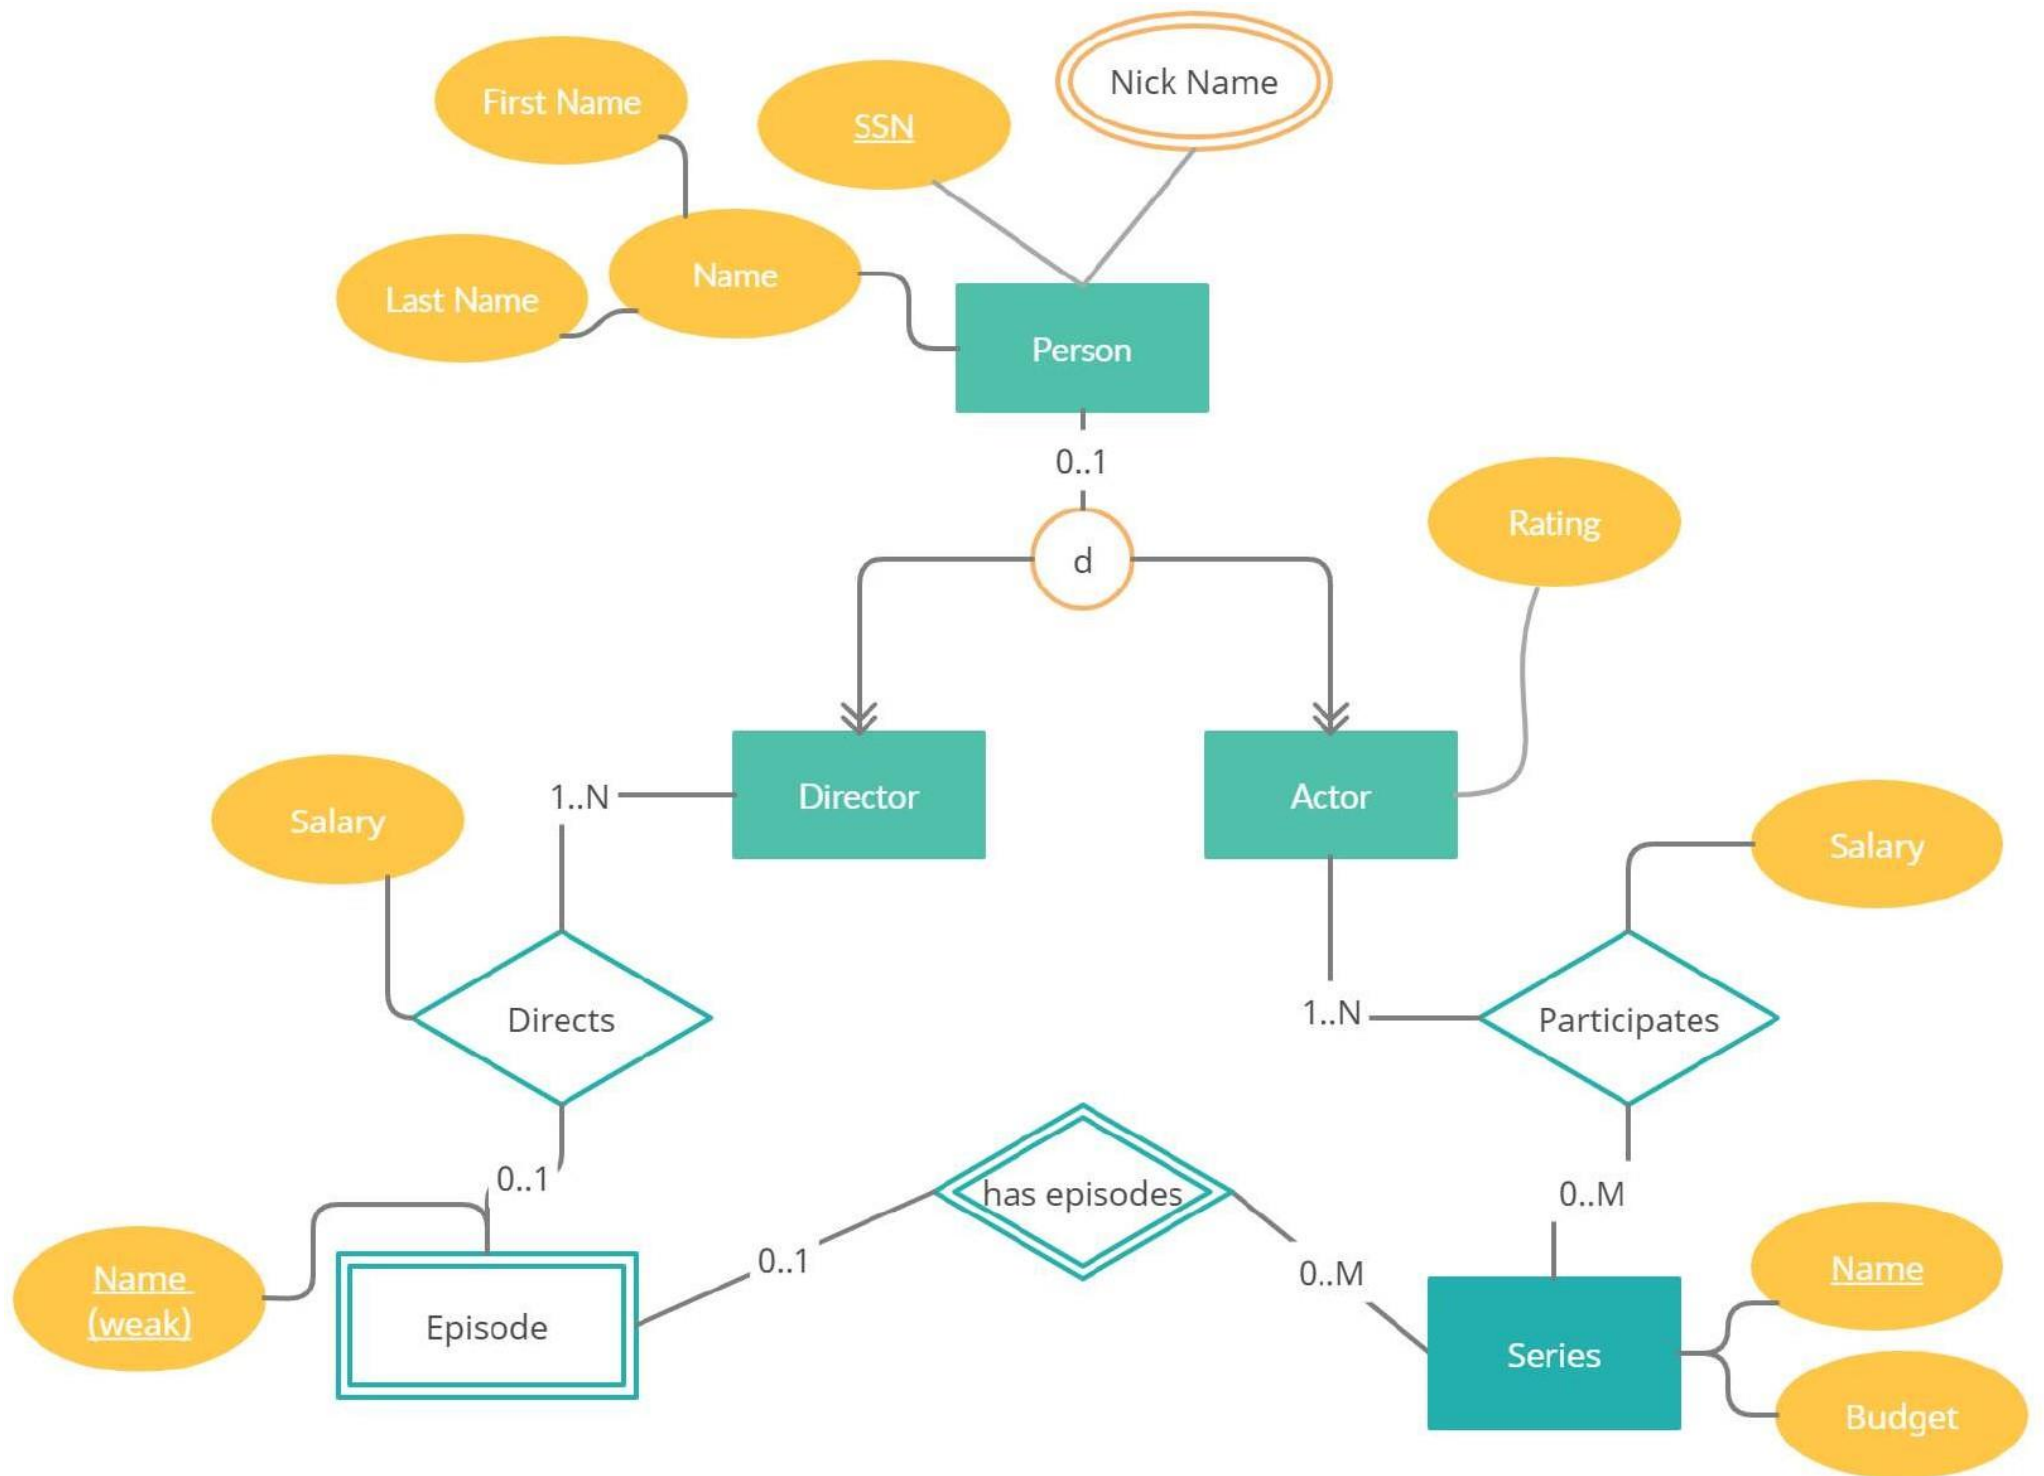 Nick Name
First Name
SSN
Name
Last Name
Person
0..1
Rating
d
1..N
Director
Actor
Salary
Salary
1..N
Directs
Participates
0..1
has episodes
0..M
0..1
0..M
Name
(weak)
Episode
Name
Series
Budget